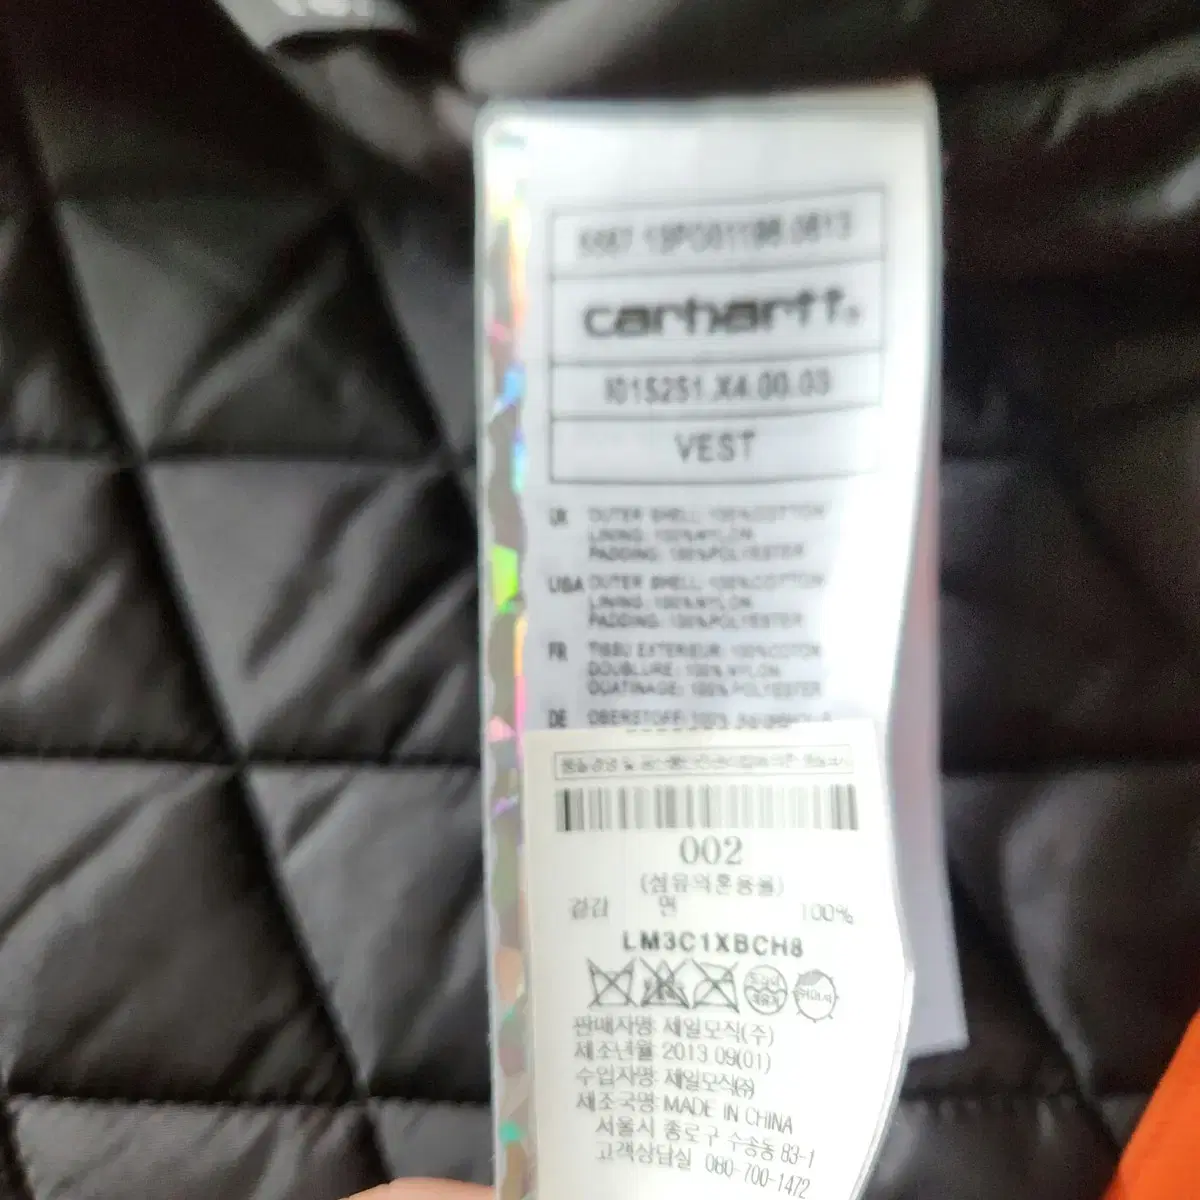 carhartt
I015251.X4.00.03
VEST
UK OUTER SHELL: 100%COTTON
LINING: 100%NYLON
PADDING: 100%POLYESTER
USA OUTER SHELL: 100%COTTON
LINING: 100%NYLON
PADDING: 100%POLYESTER
FR TISSU EXTERIEUR: 100%COTON
DOUBLURE: 100% NYLON
OUATINAGE: 100% POLYESTER
DE OBERSTOFF: 100%
002
(섬유의혼용율)
겉감 면 100%
LM3C1XBCH8
판매자명: 제일모직(주)
제조년월: 2013.09(01)
수입자명: 제일모직(주)
제조국명: MADE IN CHINA
서울시 종로구 수송동 83-1
고객상담실 080-700-1472